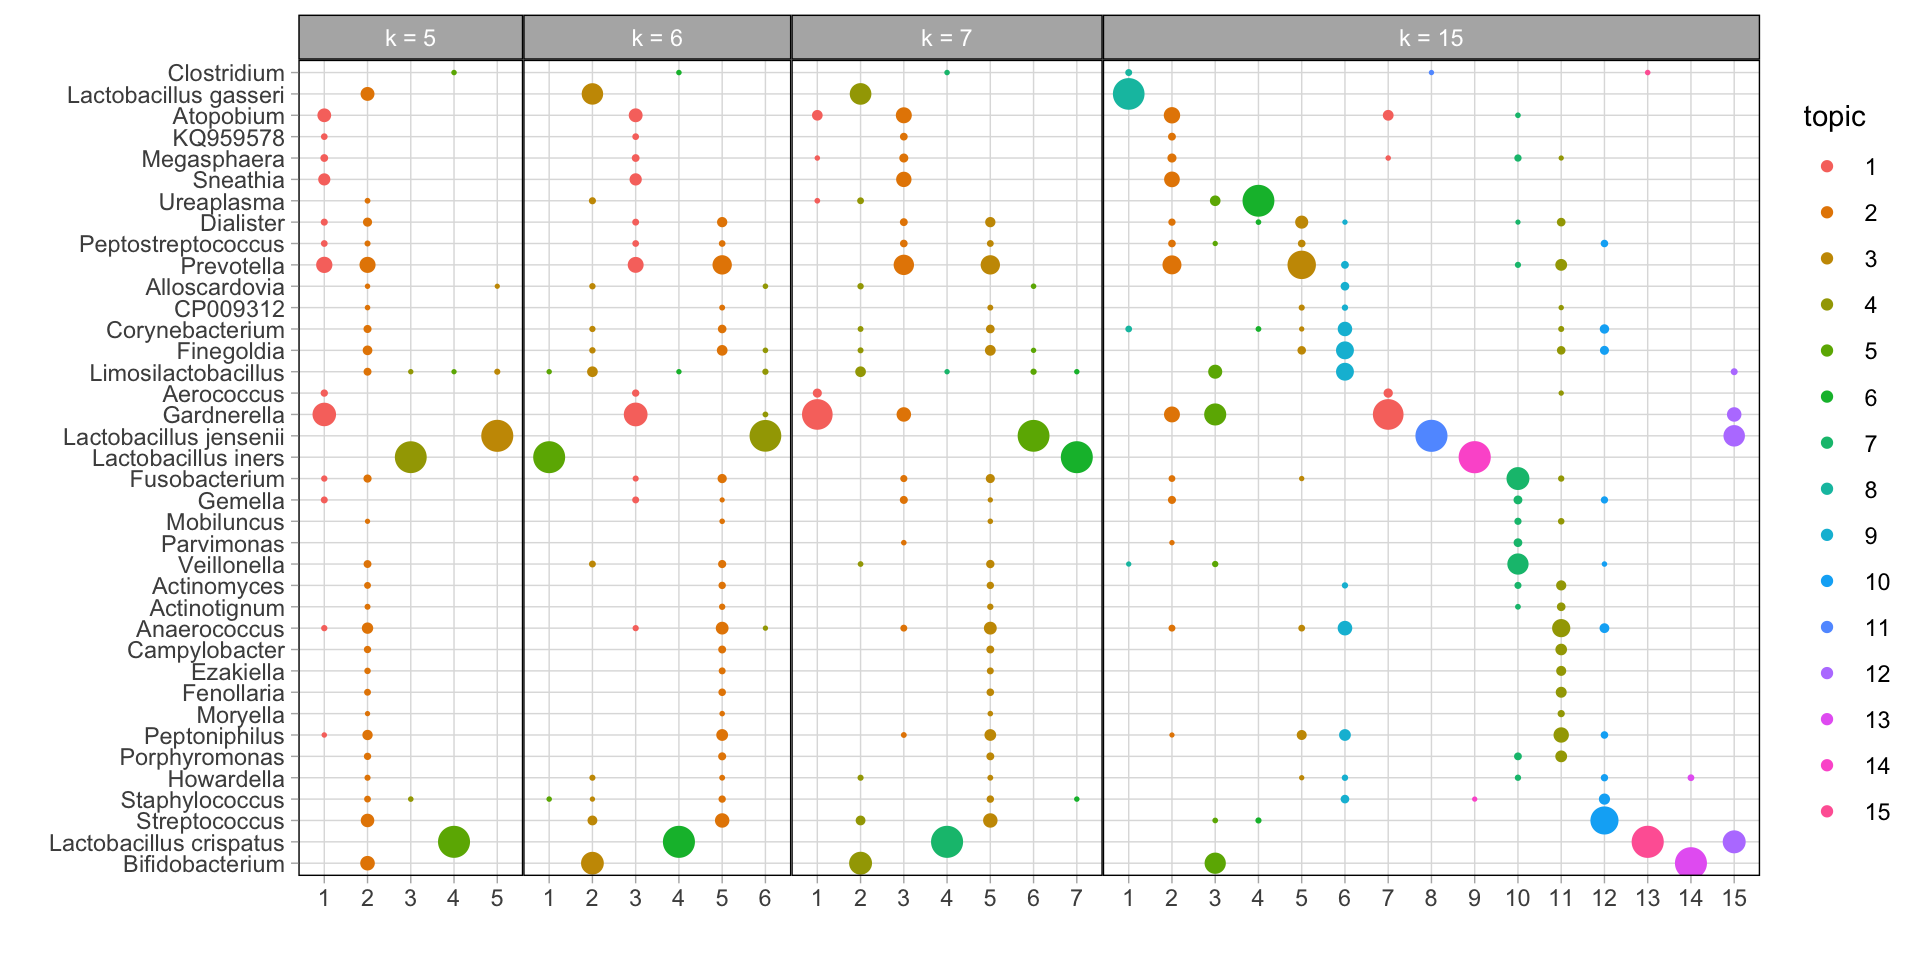 k = 5 k = 6 k = 7 k = 15
Clostridium
Lactobacillus gasseri
Atopobium
KQ959578
Megasphaera
Sneathia
Ureaplasma
Dialister
Peptostreptococcus
Prevotella
Alloscardovia
CP009312
Corynebacterium
Finegoldia
Limosilactobacillus
Aerococcus
Gardnerella
Lactobacillus jensenii
Lactobacillus iners
Fusobacterium
Gemella
Mobiluncus
Parvimonas
Veillonella
Actinomyces
Actinotignum
Anaerococcus
Campylobacter
Ezakiella
Fenollaria
Moryella
Peptoniphilus
Porphyromonas
Howardella
Staphylococcus
Streptococcus
Lactobacillus crispatus
Bifidobacterium
1 2 3 4 5 1 2 3 4 5 6 1 2 3 4 5 6 7 1 2 3 4 5 6 7 8 9 10 11 12 13 14 15
topic
1
2
3
4
5
6
7
8
9
10
11
12
13
14
15